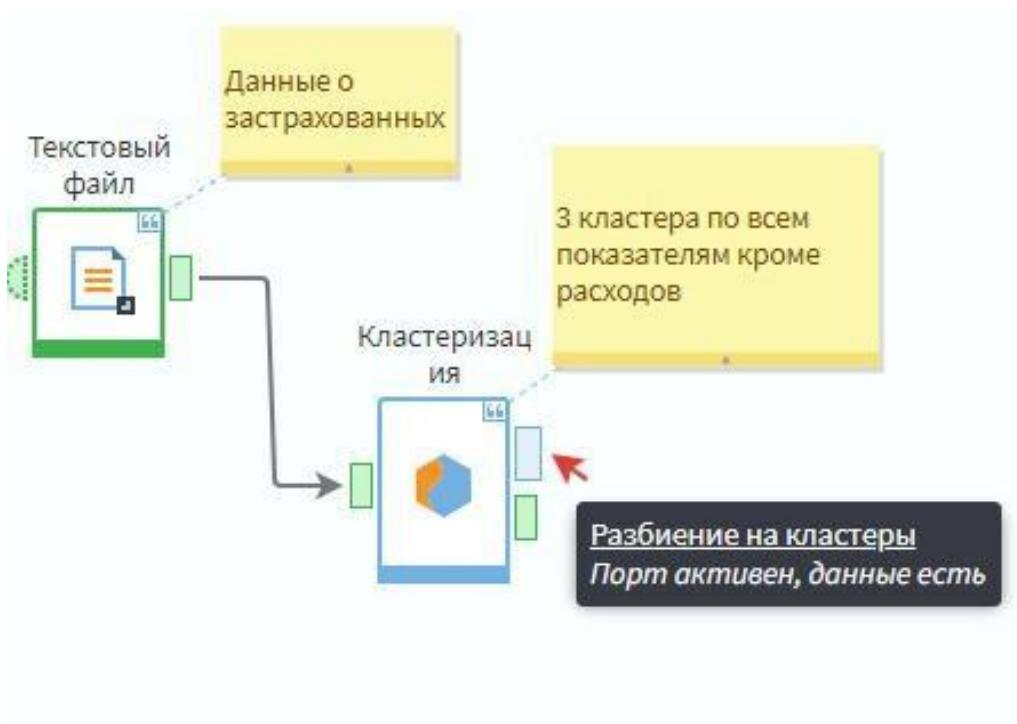 Данные о
застрахованных
Текстовый
файл
3 кластера по всем
показателям кроме
расходов
Кластеризац
ия
Разбиение на кластеры
Порт активен, данные есть